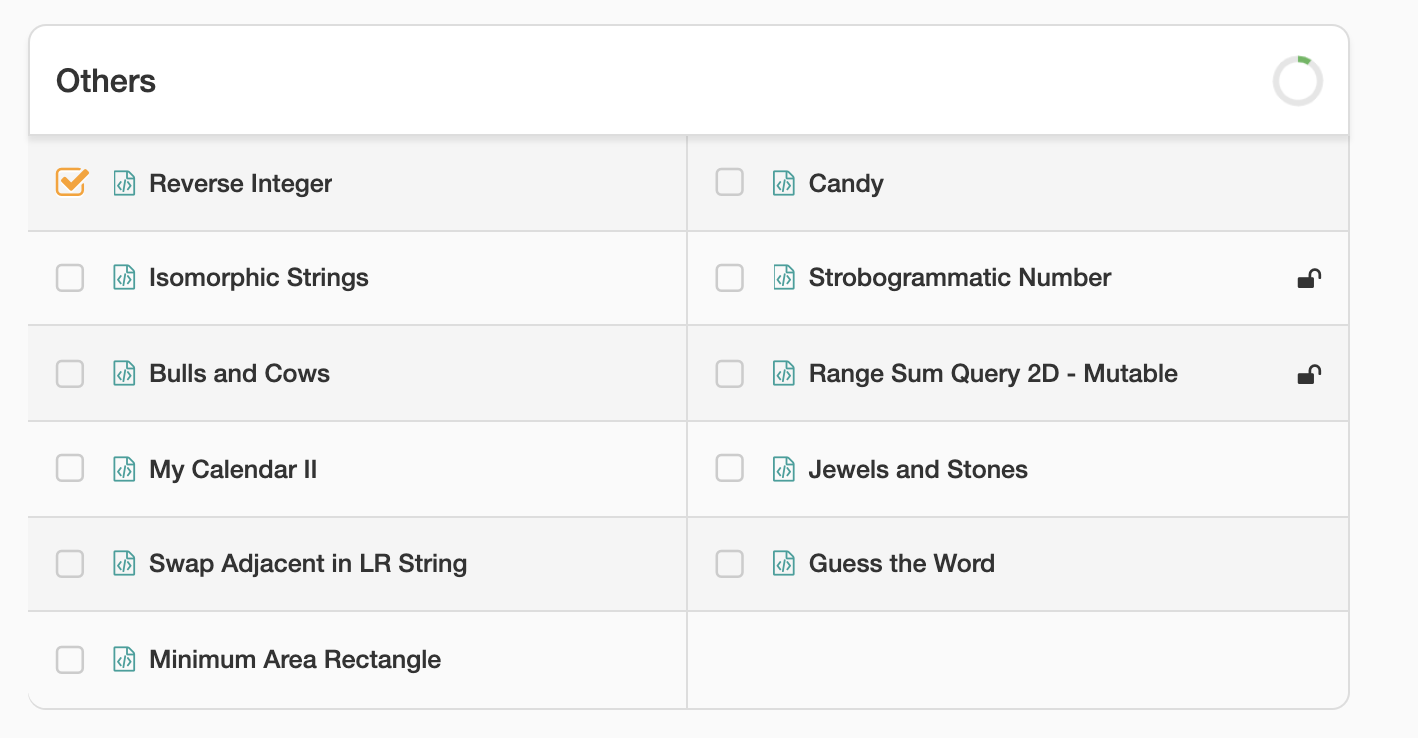 Others
Reverse Integer
Candy
Isomorphic Strings
Strobogrammatic Number
Bulls and Cows
Range Sum Query 2D - Mutable
My Calendar II
Jewels and Stones
Swap Adjacent in LR String
Guess the Word
Minimum Area Rectangle